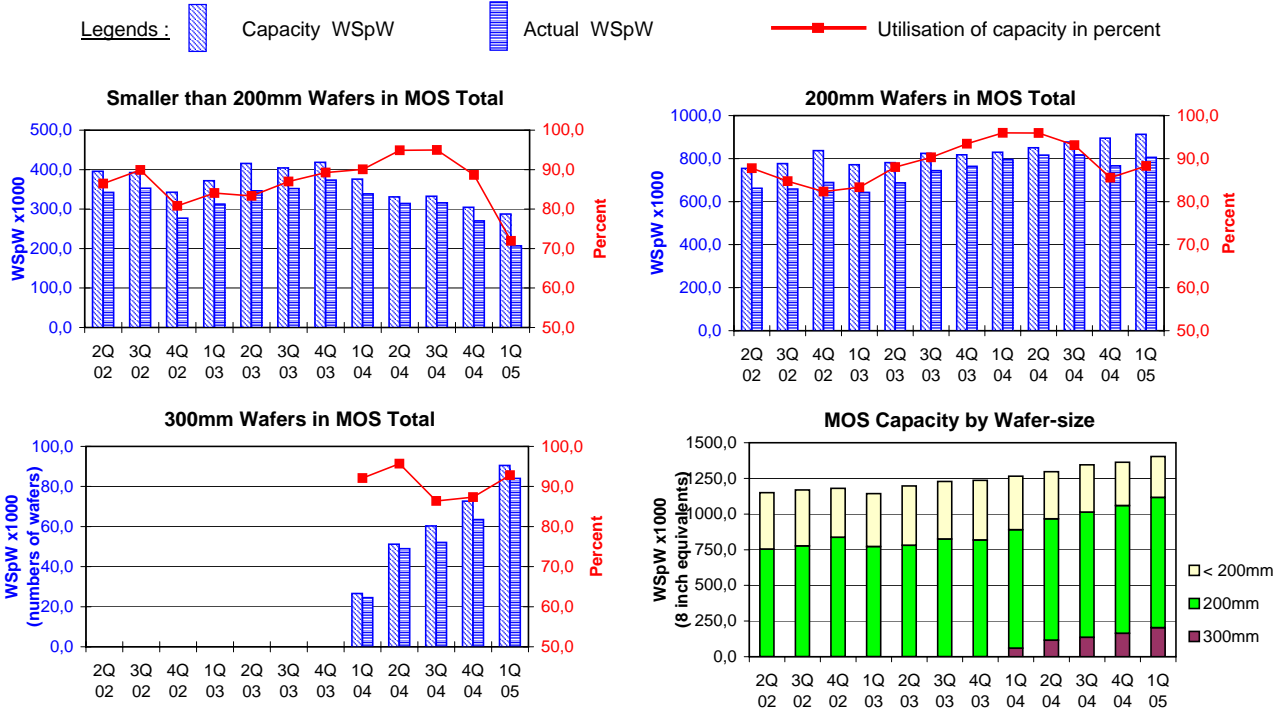 Legends : Capacity WSpW Actual WSpW Utilisation of capacity in percent
Smaller than 200mm Wafers in MOS Total
WSpW x1000
500,0
400,0
300,0
200,0
100,0
0,0
100,0
90,0
80,0
70,0
60,0
50,0
Percent
2Q 3Q 4Q 1Q 2Q 3Q 4Q 1Q 2Q 3Q 4Q 1Q
02 02 02 03 03 03 03 04 04 04 04 05
200mm Wafers in MOS Total
WSpW x1000
1000,0
800,0
600,0
400,0
200,0
0,0
100,0
90,0
80,0
70,0
60,0
50,0
Percent
2Q 3Q 4Q 1Q 2Q 3Q 4Q 1Q 2Q 3Q 4Q 1Q
02 02 02 03 03 03 03 04 04 04 04 05
300mm Wafers in MOS Total
WSpW x1000
(numbers of wafers)
100,0
80,0
60,0
40,0
20,0
0,0
100,0
90,0
80,0
70,0
60,0
50,0
Percent
2Q 3Q 4Q 1Q 2Q 3Q 4Q 1Q 2Q 3Q 4Q 1Q
02 02 02 03 03 03 03 04 04 04 04 05
MOS Capacity by Wafer-size
WSpW x1000
(8 inch equivalents)
1500,0
1250,0
1000,0
750,0
500,0
250,0
0,0
2Q 3Q 4Q 1Q 2Q 3Q 4Q 1Q 2Q 3Q 4Q 1Q
02 02 02 03 03 03 03 04 04 04 04 05
< 200mm
200mm
300mm